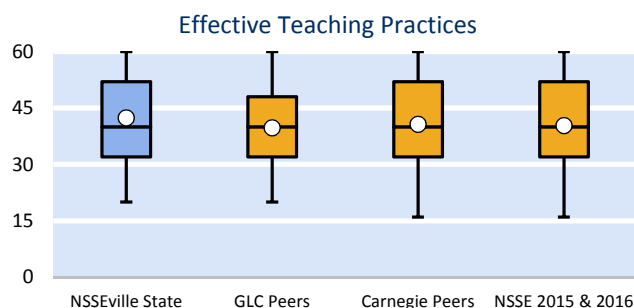 Effective Teaching Practices
60
45
30
15
0
NSSEville State GLC Peers Carnegie Peers NSSE 2015 & 2016